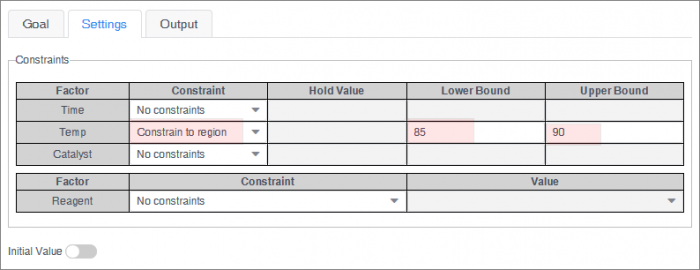 Goal Settings Output
Constraints
Factor Constraint Hold Value Lower Bound Upper Bound
Time No constraints
Temp Constrain to region 85 90
Catalyst No constraints
Factor Constraint Value
Reagent No constraints
Initial Value